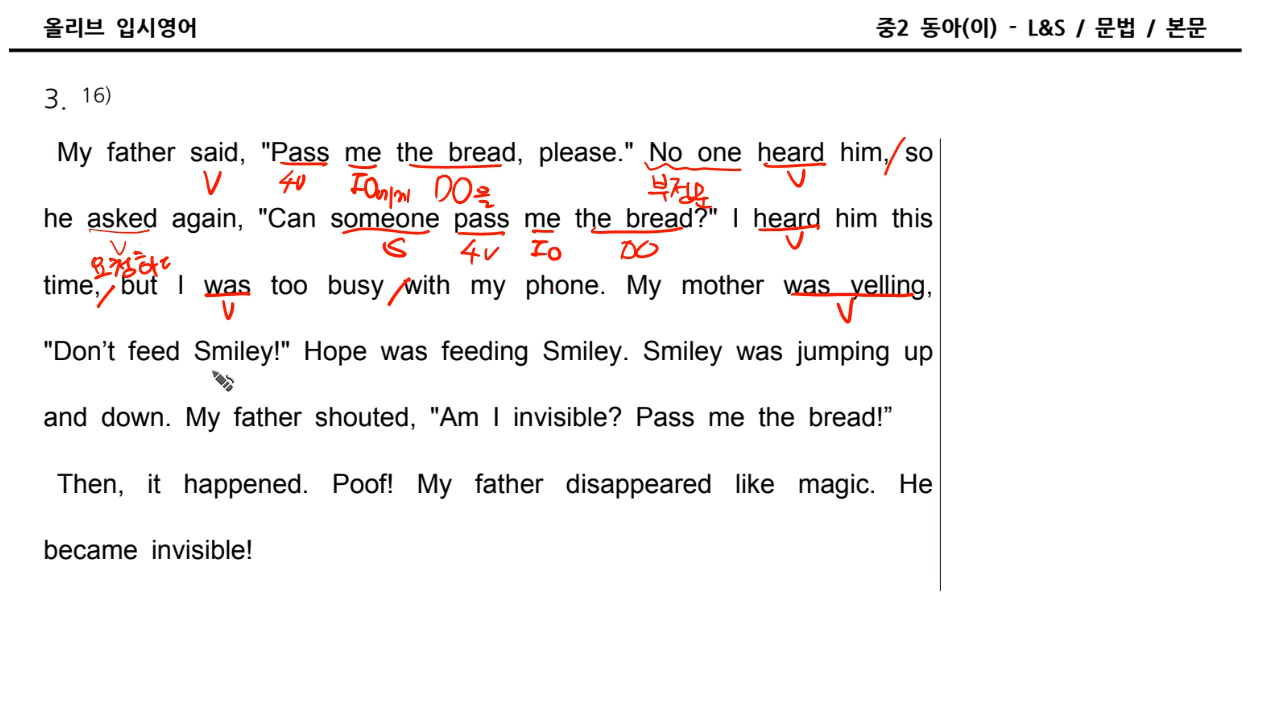 올리브 입시영어 중2 동아(이) - L&S / 문법 / 본문
3. 16)
My father said, "Pass me the bread, please." No one heard him, so
V 4V IO에게 DO을 부정문 V
he asked again, "Can someone pass me the bread?" I heard him this
V 요청하다 S 4V IO DO V
time, but I was too busy with my phone. My mother was yelling,
V V
"Don't feed Smiley!" Hope was feeding Smiley. Smiley was jumping up
and down. My father shouted, "Am I invisible? Pass me the bread!”
Then, it happened. Poof! My father disappeared like magic. He
became invisible!